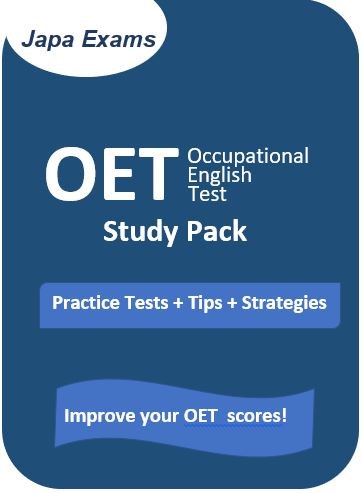 Japa Exams
OET
Occupational
English
Test
Study Pack
Practice Tests + Tips + Strategies
Improve your OET scores!